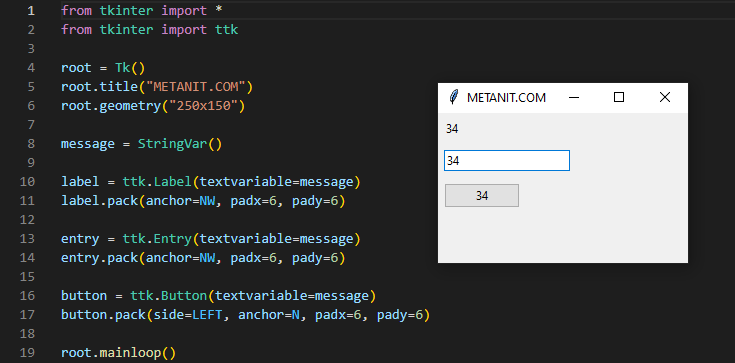 1 from tkinter import *
2 from tkinter import ttk
3
4 root = Tk()
5 root.title("METANIT.COM")
6 root.geometry("250x150")
7
8 message = StringVar()
9
10 label = ttk.Label(textvariable=message)
11 label.pack(anchor=NW, padx=6, pady=6)
12
13 entry = ttk.Entry(textvariable=message)
14 entry.pack(anchor=NW, padx=6, pady=6)
15
16 button = ttk.Button(textvariable=message)
17 button.pack(side=LEFT, anchor=N, padx=6, pady=6)
18
19 root.mainloop()
METANIT.COM
34
34
34